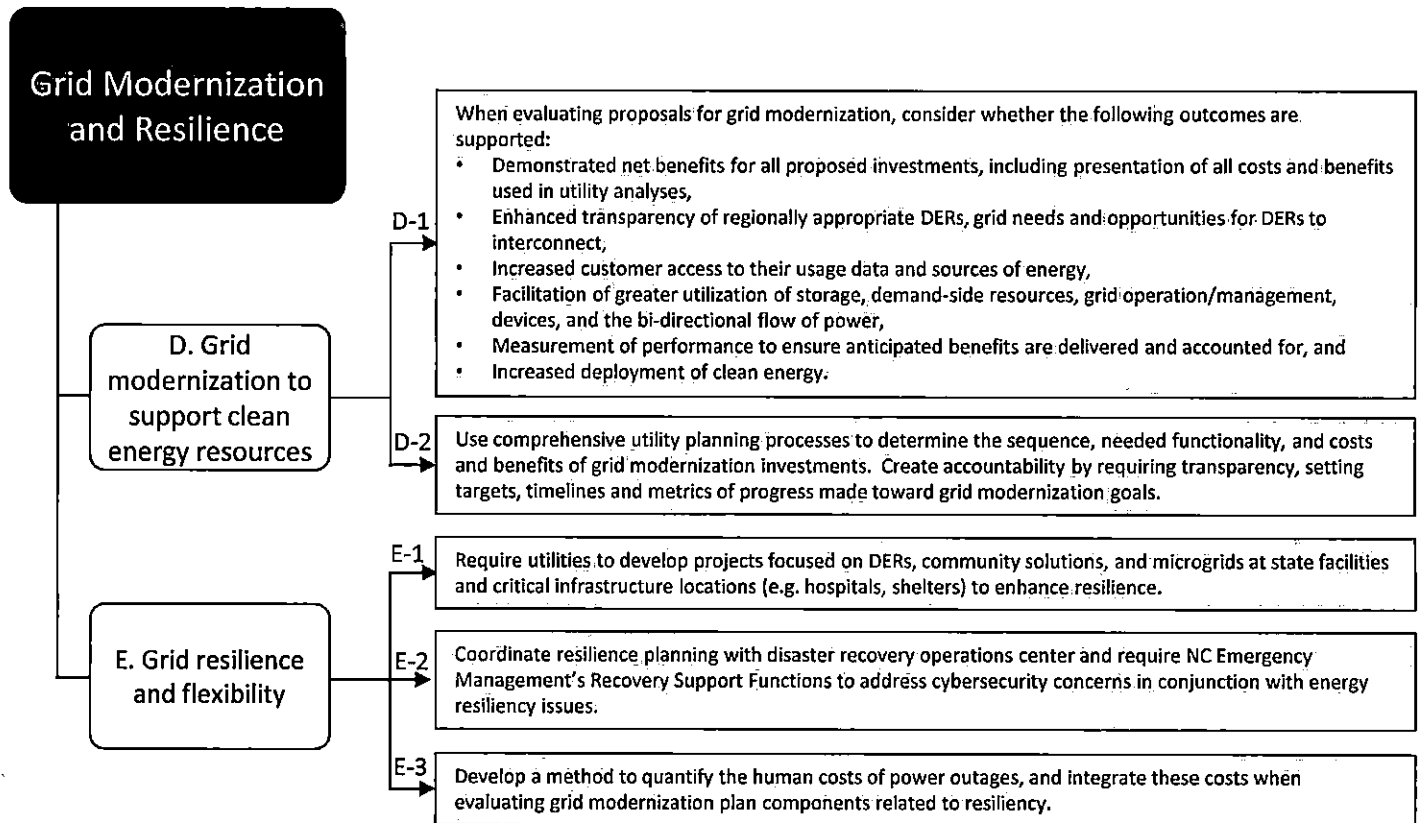 Grid Modernization
and Resilience
D. Grid
modernization to
support clean
energy resources
D-1
When evaluating proposals for grid modernization, consider whether the following outcomes are
supported:
• Demonstrated net benefits for all proposed investments, including presentation of all costs and benefits
used in utility analyses,
• Enhanced transparency of regionally appropriate DERs, grid needs and opportunities for DERs to
interconnect,
• Increased customer access to their usage data and sources of energy,
• Facilitation of greater utilization of storage, demand-side resources, grid operation/management,
devices, and the bi-directional flow of power,
• Measurement of performance to ensure anticipated benefits are delivered and accounted for, and
• Increased deployment of clean energy.
D-2
Use comprehensive utility planning processes to determine the sequence, needed functionality, and costs
and benefits of grid modernization investments. Create accountability by requiring transparency, setting
targets, timelines and metrics of progress made toward grid modernization goals.
E. Grid resilience
and flexibility
E-1
Require utilities to develop projects focused on DERs, community solutions, and microgrids at state facilities
and critical infrastructure locations (e.g. hospitals, shelters) to enhance resilience.
E-2
Coordinate resilience planning with disaster recovery operations center and require NC Emergency
Management's Recovery Support Functions to address cybersecurity concerns in conjunction with energy
resiliency issues.
E-3
Develop a method to quantify the human costs of power outages, and integrate these costs when
evaluating grid modernization plan components related to resiliency.